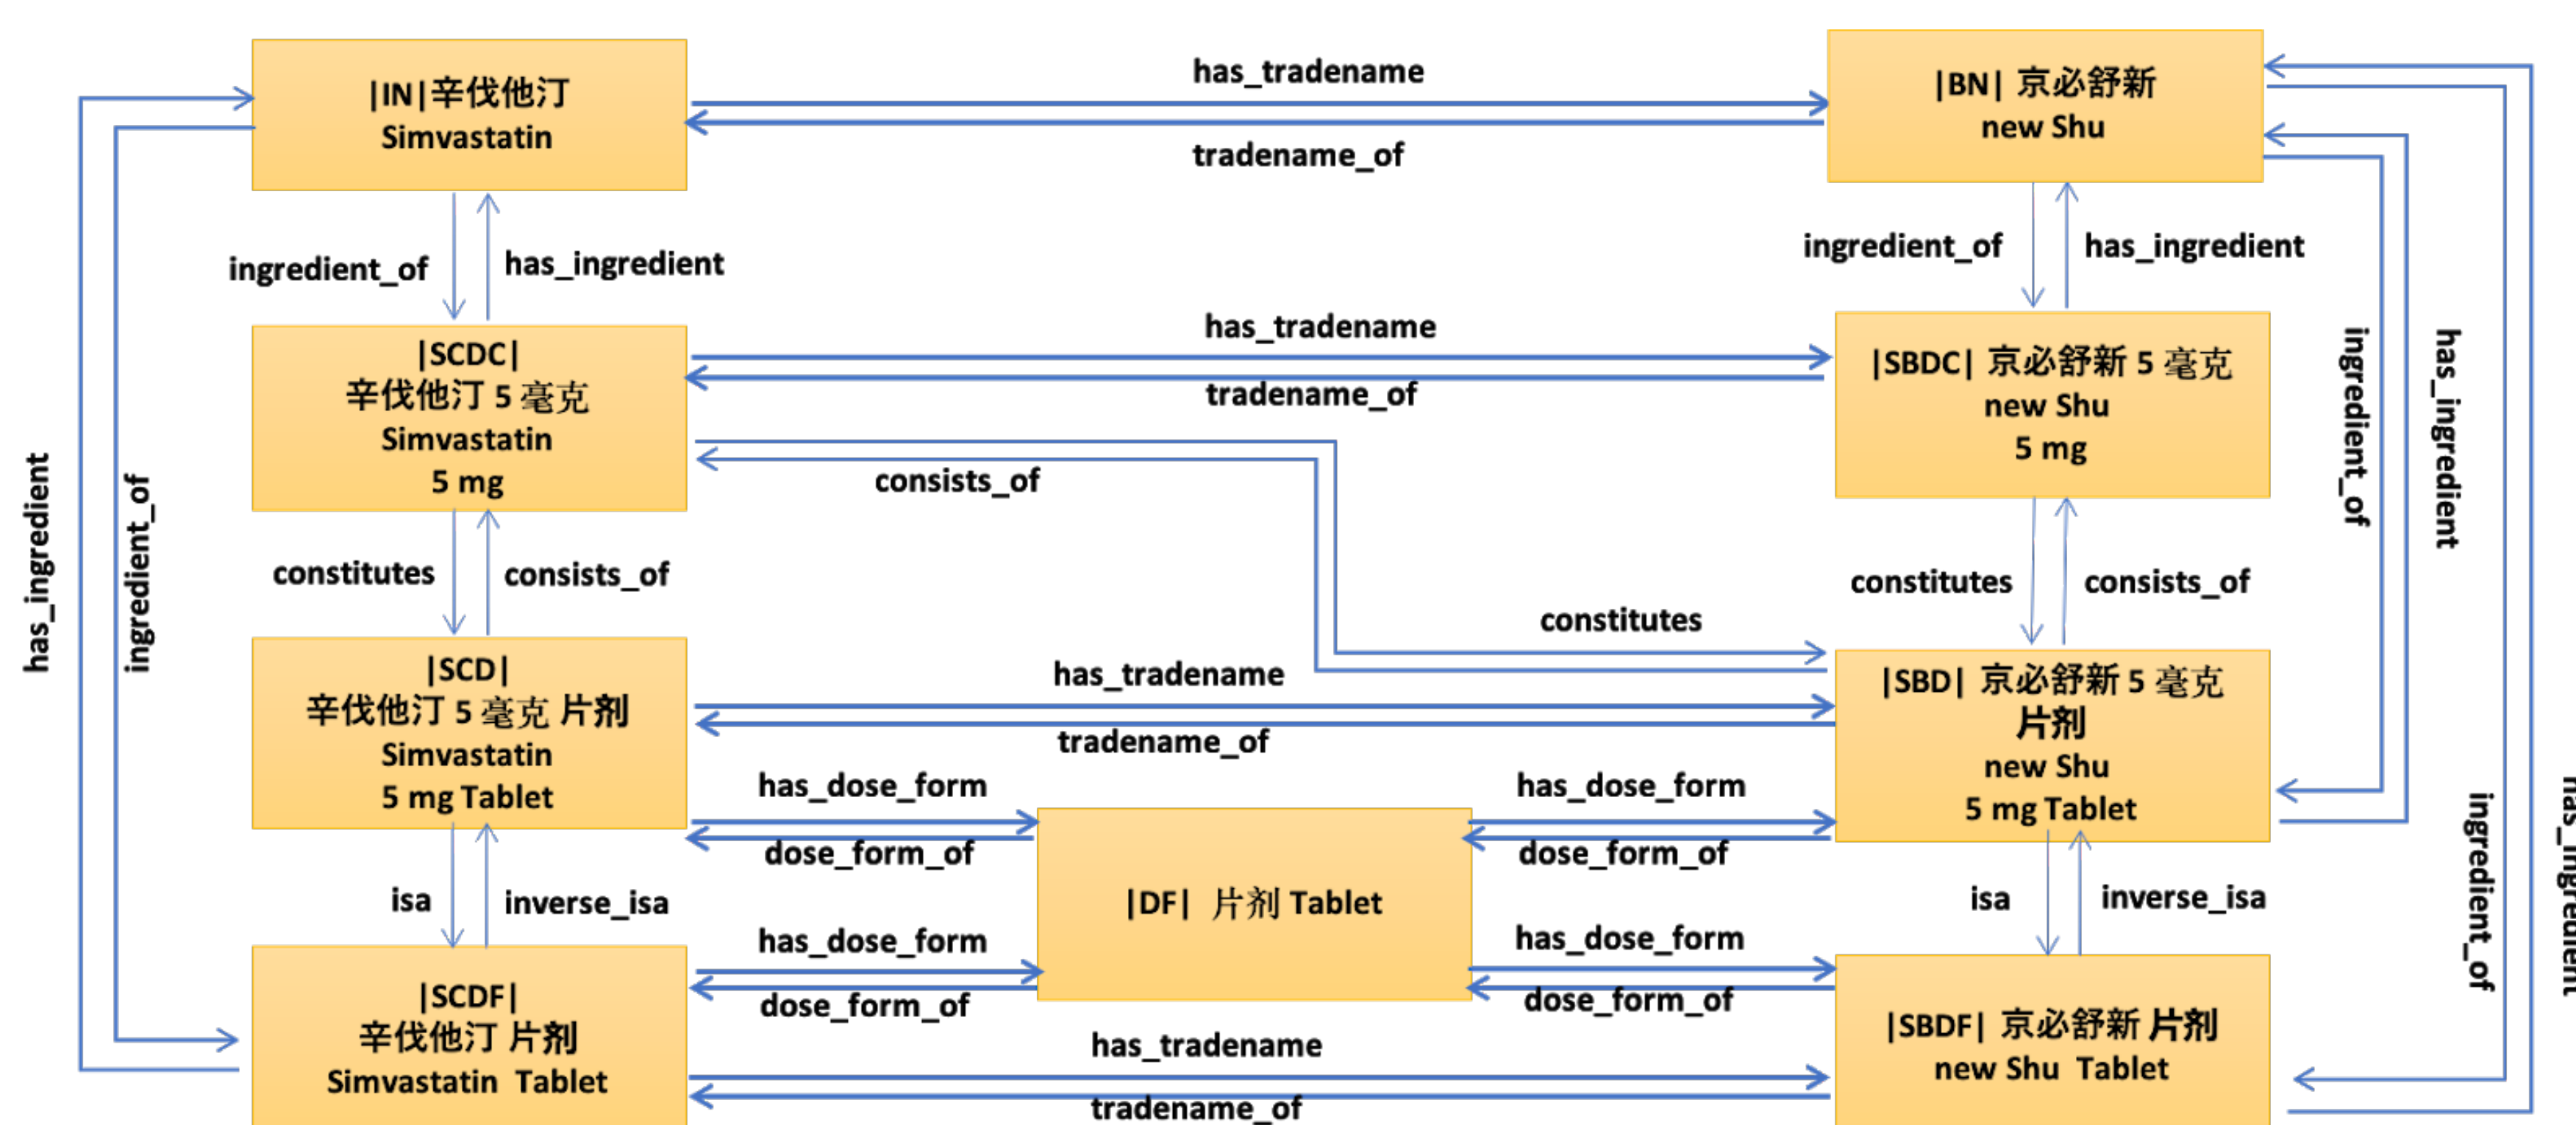 has_tradename
|IN|辛伐他汀
Simvastatin
|BN| 京必舒新
new Shu
tradename_of
ingredient_of
has_ingredient
ingredient_of
has_ingredient
has_tradename
|SCDC|
辛伐他汀 5 毫克
Simvastatin
5 mg
|SBDC| 京必舒新 5 毫克
new Shu
5 mg
tradename_of
consists_of
has_ingredient
ingredient_of
ingredient_of
has_ingredient
constitutes
consists_of
constitutes
consists_of
constitutes
has_tradename
|SCD|
辛伐他汀 5 毫克 片剂
Simvastatin
5 mg Tablet
|SBD| 京必舒新 5 毫克
片剂
new Shu
5 mg Tablet
tradename_of
has_dose_form
has_dose_form
dose_form_of
dose_form_of
ingredient_of
has_ingredient
isa
inverse_isa
|DF| 片剂 Tablet
isa
inverse_isa
has_dose_form
has_dose_form
dose_form_of
dose_form_of
|SCDF|
辛伐他汀 片剂
Simvastatin Tablet
|SBDF| 京必舒新 片剂
new Shu Tablet
has_tradename
tradename_of